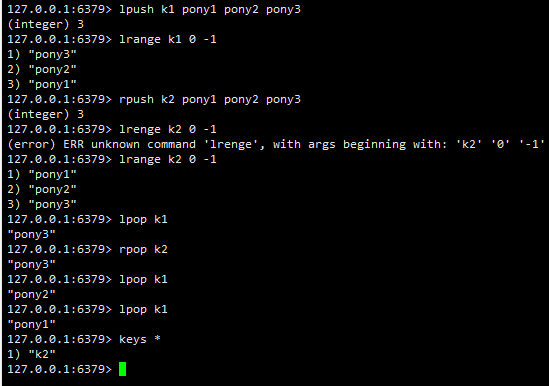 127.0.0.1:6379> lpush k1 pony1 pony2 pony3
(integer) 3
127.0.0.1:6379> lrange k1 0 -1
1) "pony3"
2) "pony2"
3) "pony1"
127.0.0.1:6379> rpush k2 pony1 pony2 pony3
(integer) 3
127.0.0.1:6379> lrenge k2 0 -1
(error) ERR unknown command 'lrenge', with args beginning with: 'k2' '0' '-1'
127.0.0.1:6379> lrange k2 0 -1
1) "pony1"
2) "pony2"
3) "pony3"
127.0.0.1:6379> lpop k1
"pony3"
127.0.0.1:6379> rpop k2
"pony3"
127.0.0.1:6379> lpop k1
"pony2"
127.0.0.1:6379> lpop k1
"pony1"
127.0.0.1:6379> keys *
1) "k2"
127.0.0.1:6379>